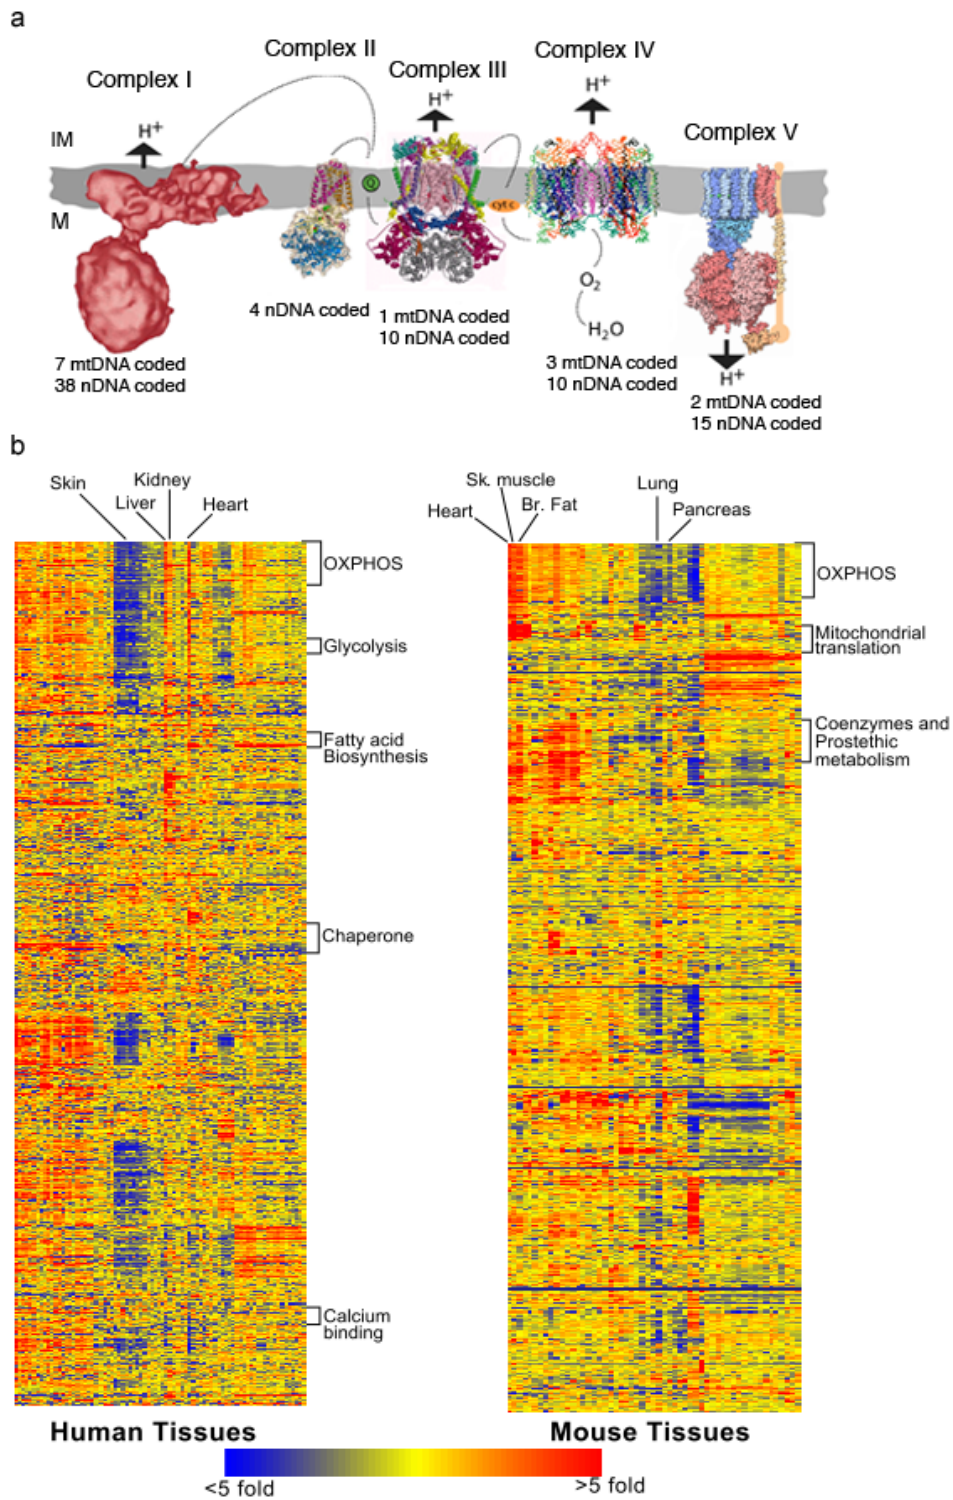 a
Complex I
Complex II
Complex III
Complex IV
Complex V
H+
H+
H+
IM
M
Q
cyt c
O2
H2O
H+
7 mtDNA coded
38 nDNA coded
4 nDNA coded
1 mtDNA coded
10 nDNA coded
3 mtDNA coded
10 nDNA coded
2 mtDNA coded
15 nDNA coded
b
Skin
Liver
Kidney
Heart
OXPHOS
Glycolysis
Fatty acid
Biosynthesis
Chaperone
Calcium
binding
Human Tissues
Heart
Sk. muscle
Br. Fat
Lung
Pancreas
OXPHOS
Mitochondrial
translation
Coenzymes and
Prostethic
metabolism
Mouse Tissues
<5 fold
>5 fold